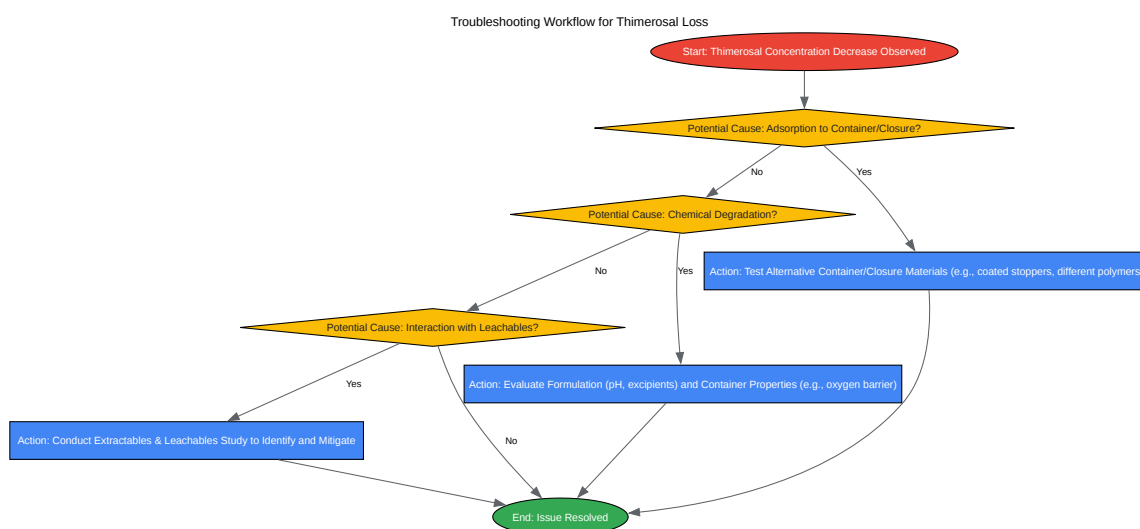 Troubleshooting Workflow for Thimerosal Loss
Start: Thimerosal Concentration Decrease Observed
Potential Cause: Adsorption to Container/Closure?
No
Yes
Potential Cause: Chemical Degradation?
Action: Test Alternative Container/Closure Materials (e.g., coated stoppers, different polymers
No
Yes
Potential Cause: Interaction with Leachables?
Action: Evaluate Formulation (pH, excipients) and Container Properties (e.g., oxygen barrier)
Yes
No
Action: Conduct Extractables & Leachables Study to Identify and Mitigate
End: Issue Resolved